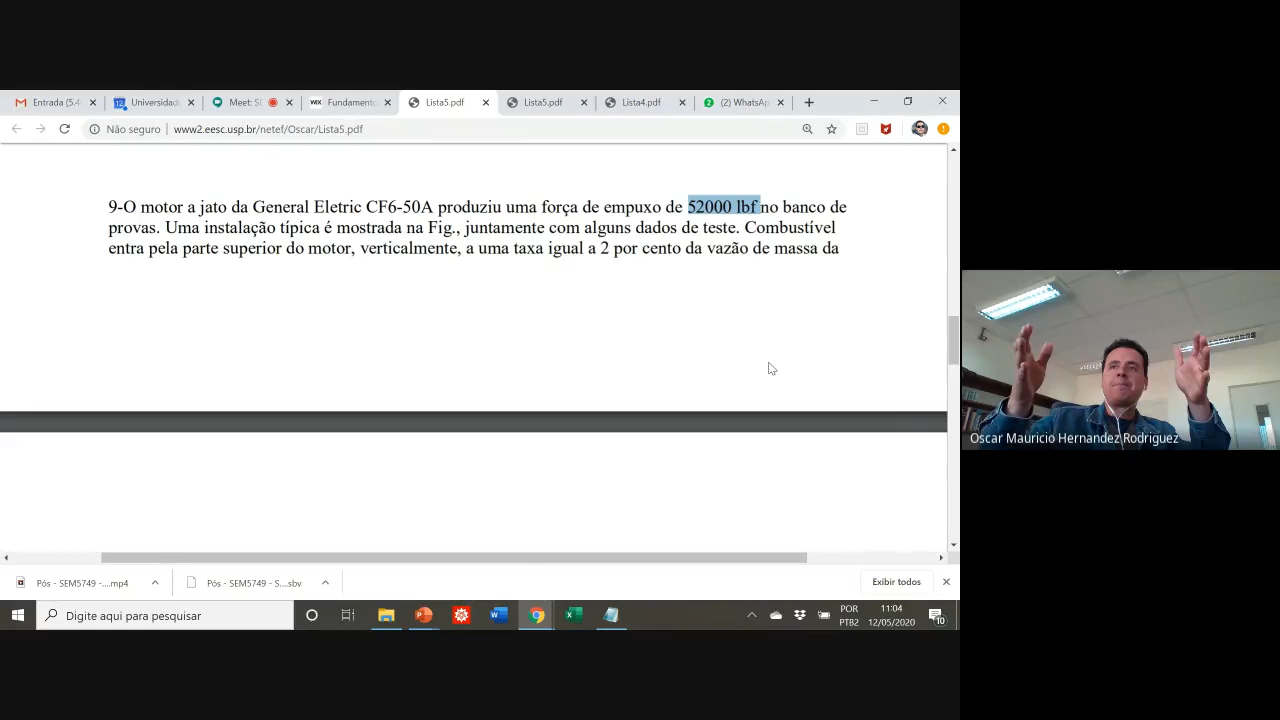 Entrada (5.4
Universidad
Meet: S
Fundament
Lista5.pdf
Lista5.pdf
Lista4.pdf
(2) WhatsAp
Não seguro | www2.eesc.usp.br/netef/Oscar/Lista5.pdf
9-O motor a jato da General Eletric CF6-50A produziu uma força de empuxo de 52000 lbf no banco de
provas. Uma instalação típica é mostrada na Fig., juntamente com alguns dados de teste. Combustível
entra pela parte superior do motor, verticalmente, a uma taxa igual a 2 por cento da vazão de massa da
Oscar Mauricio Hernandez Rodriguez
Pós - SEM5749 -....mp4
Pós - SEM5749 - S....sbv
Exibir todos
Digite aqui para pesquisar
POR
PTB2
11:04
12/05/2020
10